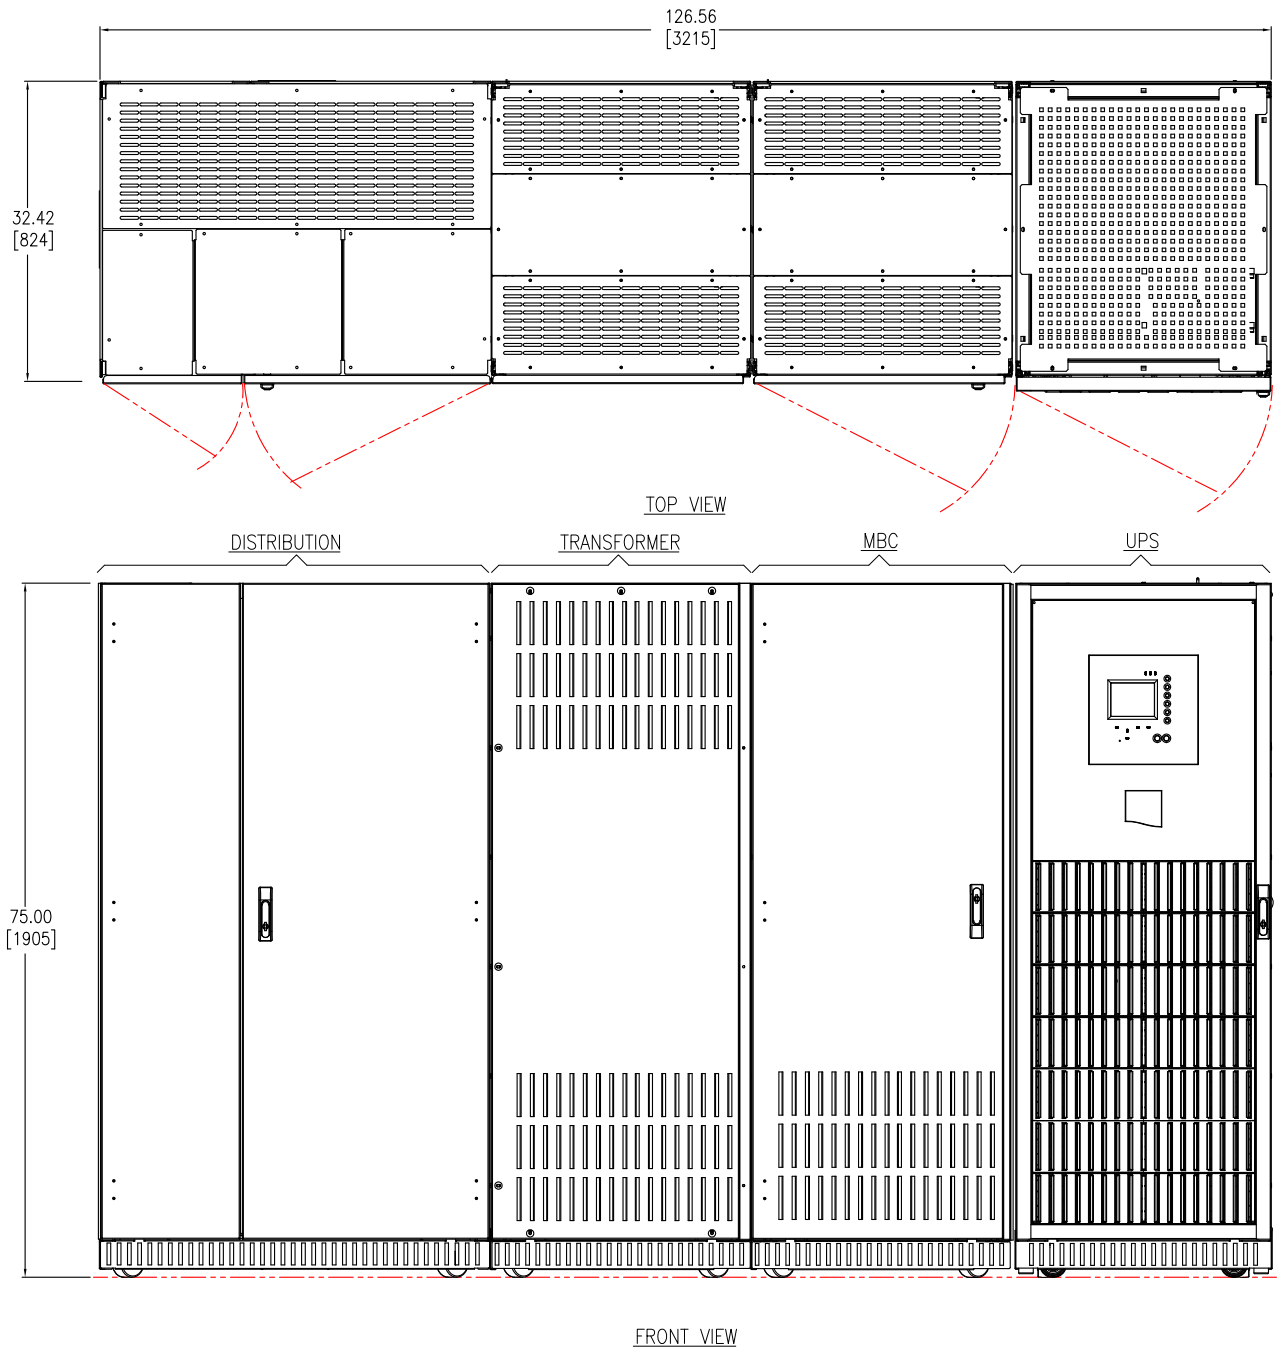 126.56
[3215]
32.42
[824]
TOP VIEW
DISTRIBUTION
TRANSFORMER
MBC
UPS
75.00
[1905]
FRONT VIEW